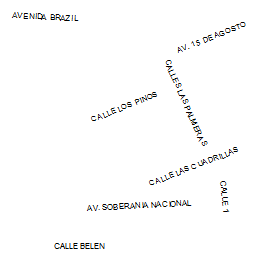 AVENIDA BRAZIL
AV. 15 DE AGOSTO
CALLES LAS PALMERAS
CALLE LOS PINOS
CALLE LAS CUADRILLAS
CALLE 1
AV. SOBERANIA NACIONAL
CALLE BELEN